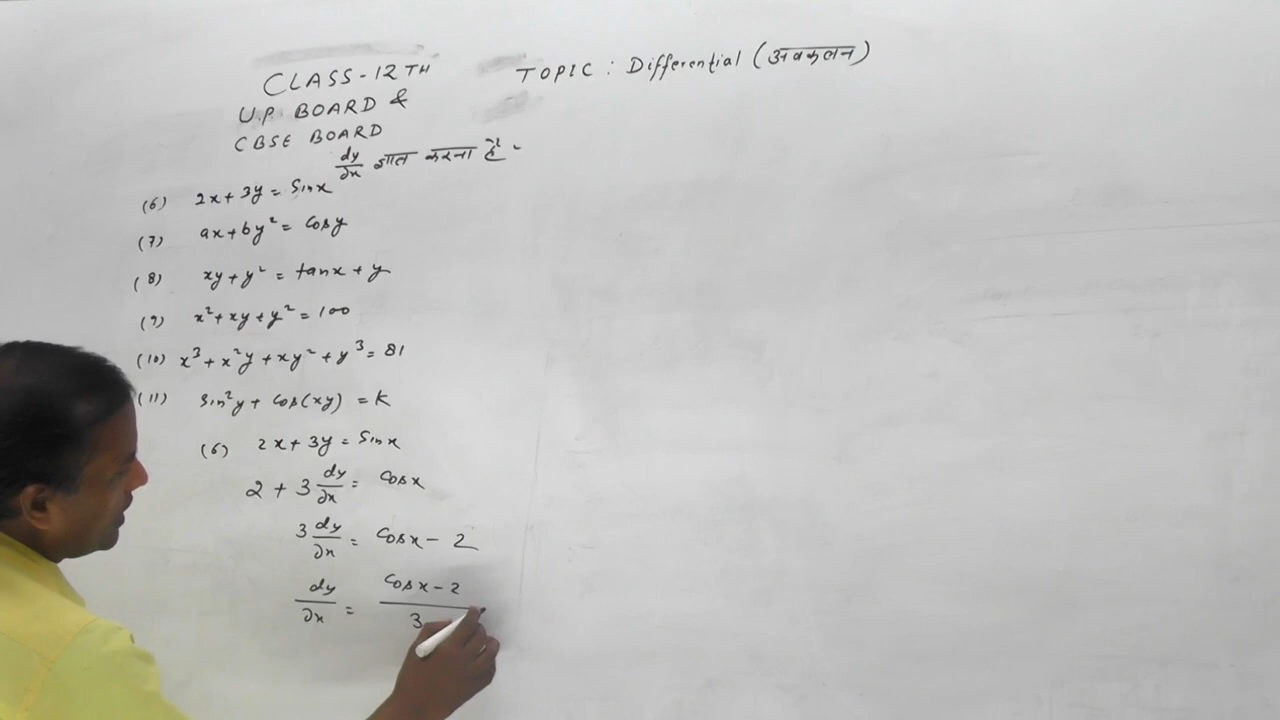 CLASS-12TH
U.P. BOARD &
CBSE BOARD
TOPIC : Differential (अवकलन)
dy/dx ज्ञात करना है -
(6) 2x + 3y = Sinx
(7) ax + by² = Cosy
(8) xy + y² = tanx + y
(9) x² + xy + y² = 100
(10) x³ + x²y + xy² + y³ = 81
(11) Sin²y + Cos(xy) = K
(6) 2x + 3y = Sinx
2 + 3 dy/dx = Cosx
3 dy/dx = Cosx - 2
dy/dx = Cosx - 2 / 3